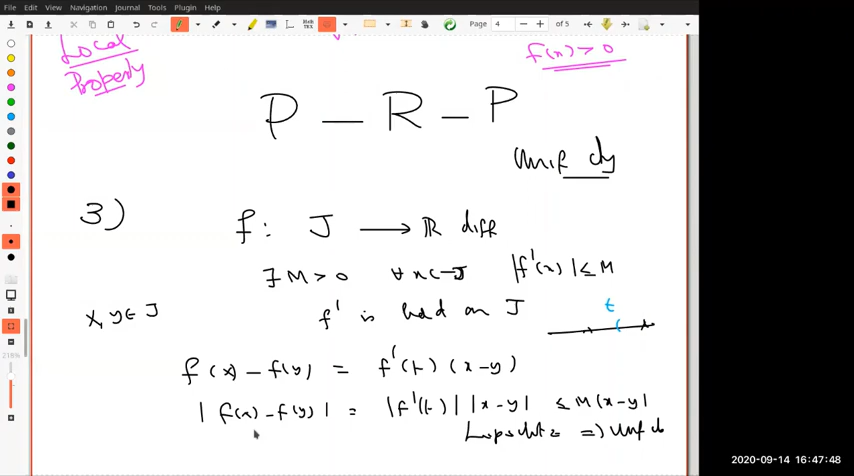 File Edit View Navigation Journal Tools Plugin Help
Page 4 of 5
Local
Property
f(x) > 0
P — R — P
Unif cty
3) f: J → ℝ diff
∃ M > 0 ∀ x ∈ J |f'(x)| ≤ M
x, y ∈ J f' is bdd on J
t
f(x) - f(y) = f'(t) (x-y)
|f(x) - f(y)| = |f'(t)| |x-y| ≤ M|x-y|
Lipschitz ⇒ Unif
218%
2020-09-14 - 16:47:48